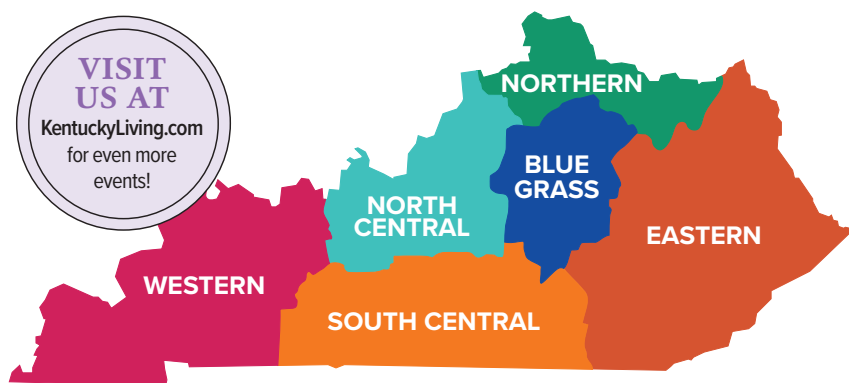 VISIT
US AT
KentuckyLiving.com
for even more
events!
NORTHERN
BLUE
GRASS
NORTH
CENTRAL
EASTERN
WESTERN
SOUTH CENTRAL